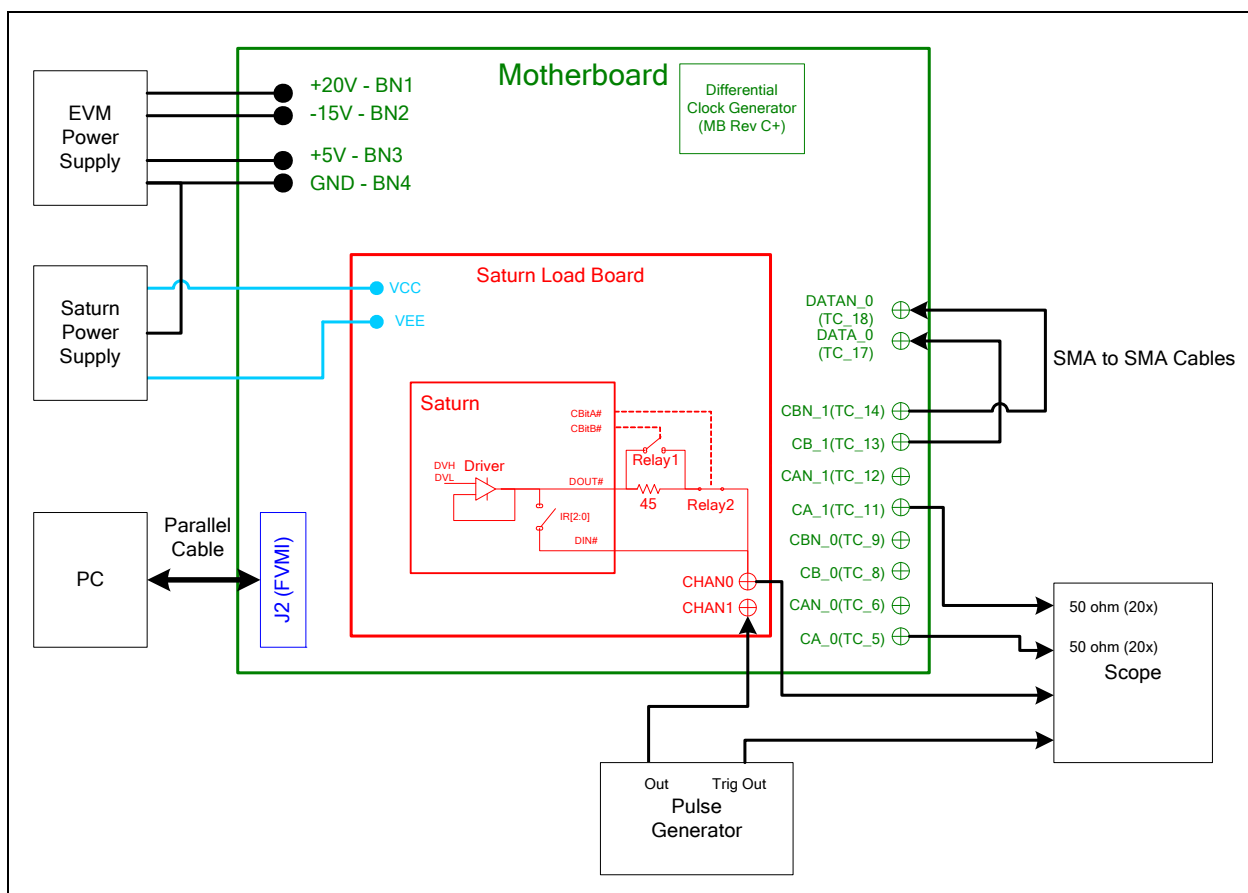 Motherboard
EVM
Power
Supply
+20V - BN1
-15V - BN2
+5V - BN3
GND - BN4
Differential
Clock Generator
(MB Rev C+)
Saturn
Power
Supply
Saturn Load Board
VCC
VEE
Saturn
CBitA#
CBitB#
Relay1
DVH
DVL
Driver
DOUT#
45
Relay2
IR[2:0]
DIN#
CHAN0
CHAN1
DATAN_0
(TC_18)
DATA_0
(TC_17)
SMA to SMA Cables
CBN_1(TC_14)
CB_1(TC_13)
CAN_1(TC_12)
CA_1(TC_11)
CBN_0(TC_9)
CB_0(TC_8)
CAN_0(TC_6)
CA_0(TC_5)
PC
Parallel
Cable
J2 (FVMI)
50 ohm (20x)
50 ohm (20x)
Scope
Out
Trig Out
Pulse
Generator